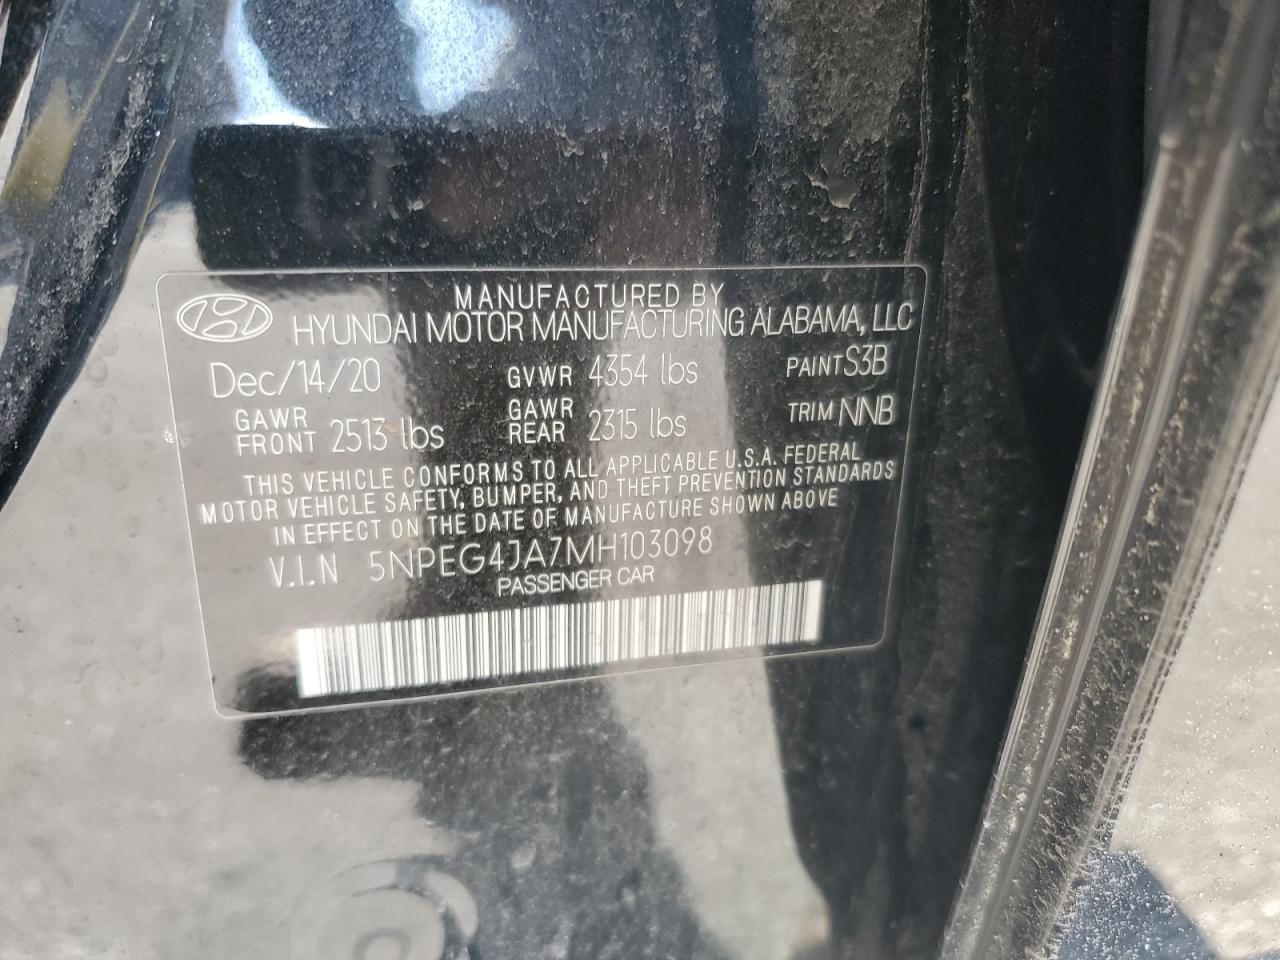 MANUFACTURED BY
HYUNDAI MOTOR MANUFACTURING ALABAMA, LLC
Dec/14/20 GVWR 4354 lbs PAINT S3B
GAWR FRONT 2513 lbs GAWR REAR 2315 lbs TRIM NNB
THIS VEHICLE CONFORMS TO ALL APPLICABLE U.S.A. FEDERAL
MOTOR VEHICLE SAFETY, BUMPER, AND THEFT PREVENTION STANDARDS
IN EFFECT ON THE DATE OF MANUFACTURE SHOWN ABOVE
V.I.N 5NPEG4JA7MH103098
PASSENGER CAR